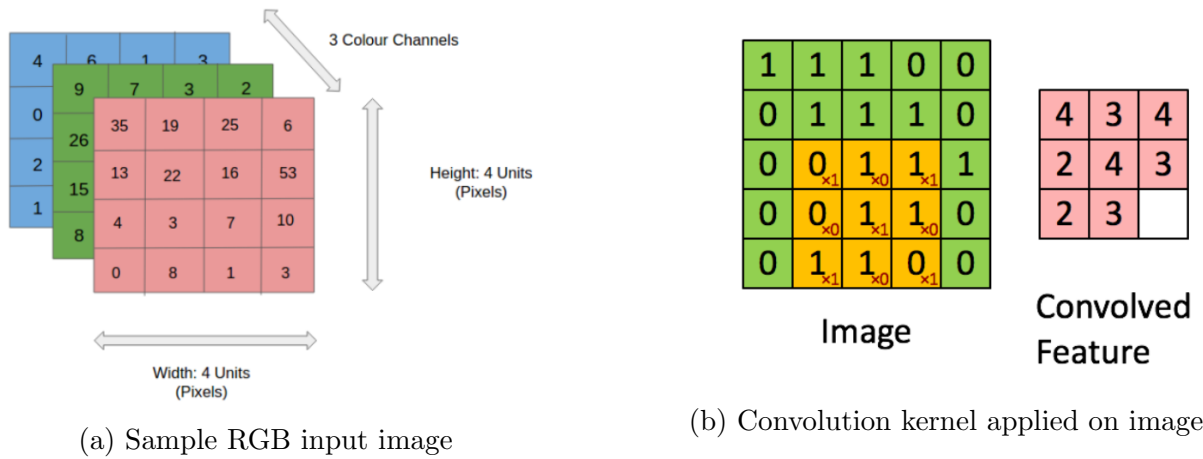 3 Colour Channels
4 6 1 3
9 7 3 2
0
26
2
15
1
8
35 19 25 6
13 22 16 53
4 3 7 10
0 8 1 3
Height: 4 Units
(Pixels)
Width: 4 Units
(Pixels)
(a) Sample RGB input image
1 1 1 0 0
0 1 1 1 0
0 0×1 1×0 1×1 1
0 0×0 1×1 1×0 0
0 1×1 1×0 0×1 0
Image
4 3 4
2 4 3
2 3
Convolved
Feature
(b) Convolution kernel applied on image